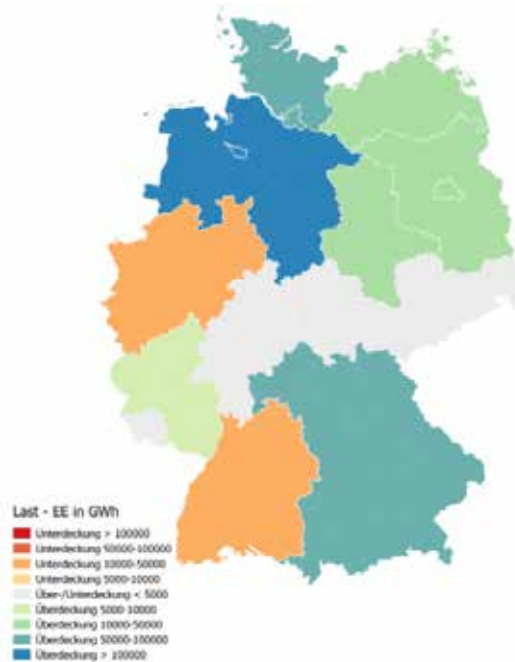 Last - EE in GWh
Unterdeckung > 100000
Unterdeckung 50000-100000
Unterdeckung 10000-50000
Unterdeckung 5000-10000
Über-/Unterdeckung < 5000
Überdeckung 5000-10000
Überdeckung 10000-50000
Überdeckung 50000-100000
Überdeckung > 100000